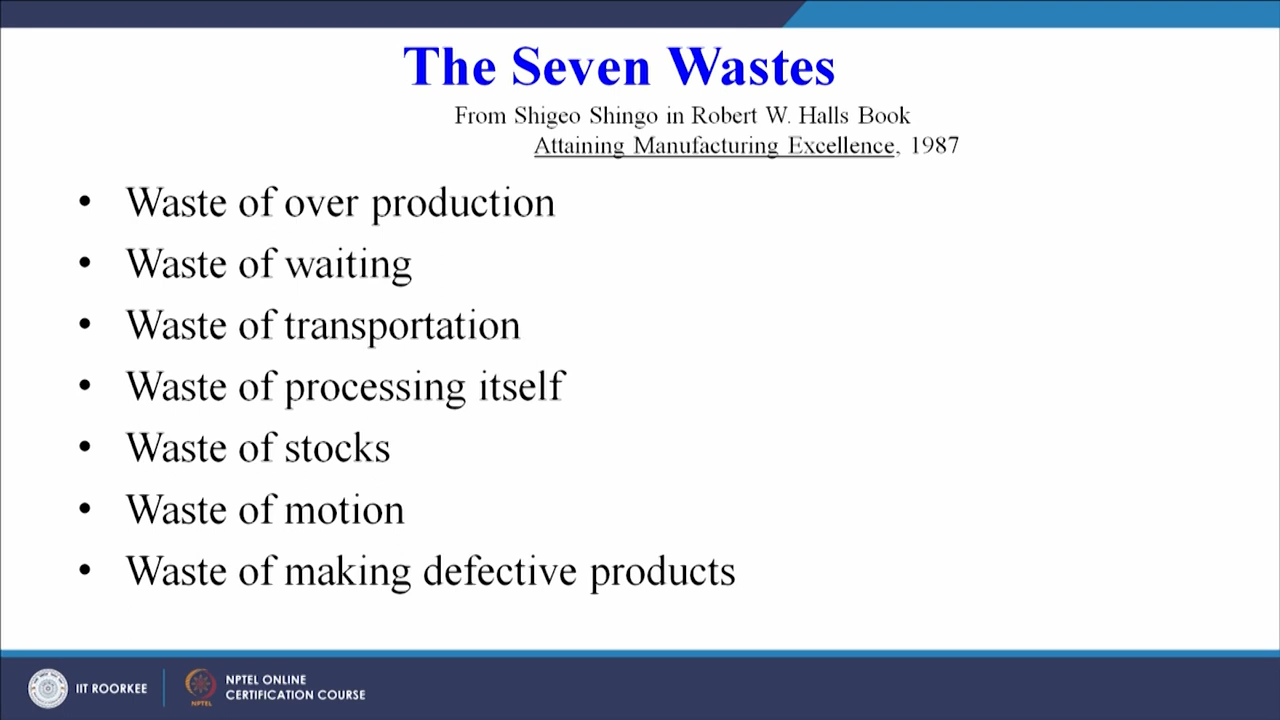 The Seven Wastes
From Shigeo Shingo in Robert W. Halls Book
Attaining Manufacturing Excellence, 1987
• Waste of over production
• Waste of waiting
• Waste of transportation
• Waste of processing itself
• Waste of stocks
• Waste of motion
• Waste of making defective products
IIT ROORKEE
NPTEL
NPTEL ONLINE
CERTIFICATION COURSE